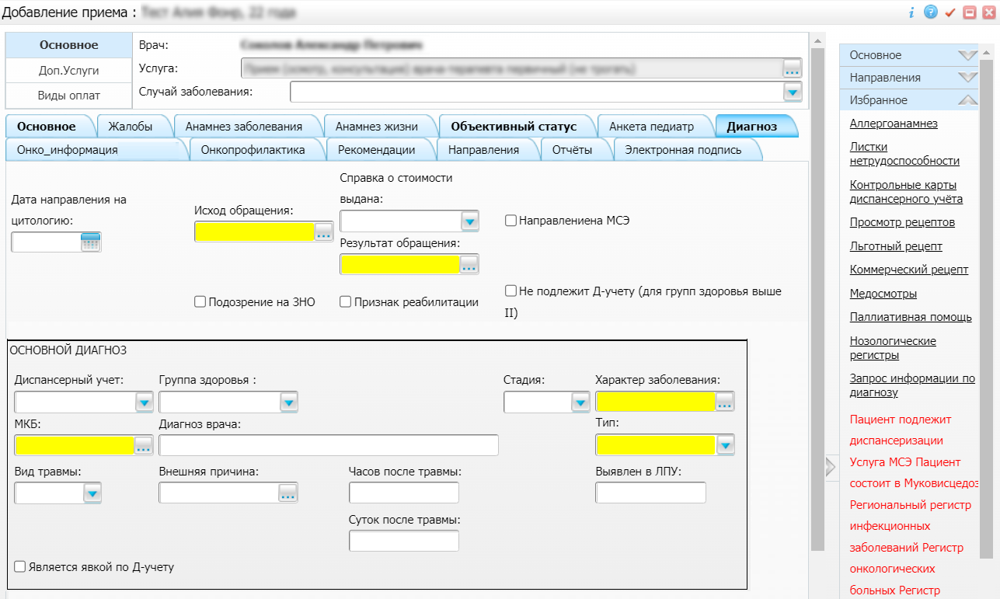 Добавление приема :
Основное
Доп.Услуги
Виды оплат
Врач:
Услуга:
Случай заболевания:
Основное
Жалобы
Анамнез заболевания
Анамнез жизни
Объективный статус
Анкета педиатр
Диагноз
Онко_информация
Онкопрофилактика
Рекомендации
Направления
Отчёты
Электронная подпись
Дата направления на
цитологию:
Исход обращения:
Справка о стоимости
выдана:
Результат обращения:
Направлениена МСЭ
Подозрение на ЗНО
Признак реабилитации
Не подлежит Д-учету (для групп здоровья выше
II)
ОСНОВНОЙ ДИАГНОЗ
Диспансерный учет:
Группа здоровья :
Стадия:
Характер заболевания:
МКБ:
Диагноз врача:
Тип:
Вид травмы:
Внешняя причина:
Часов после травмы:
Выявлен в ЛПУ:
Суток после травмы:
Является явкой по Д-учету
Основное
Направления
Избранное
Аллергоанамнез
Листки
нетрудоспособности
Контрольные карты
диспансерного учёта
Просмотр рецептов
Льготный рецепт
Коммерческий рецепт
Медосмотры
Паллиативная помощь
Нозологические
регистры
Запрос информации по
диагнозу
Пациент подлежит
диспансеризации
Услуга МСЭ Пациент
состоит в Муковисцедоз
Региональный регистр
инфекционных
заболеваний Регистр
онкологических
больных Регистр